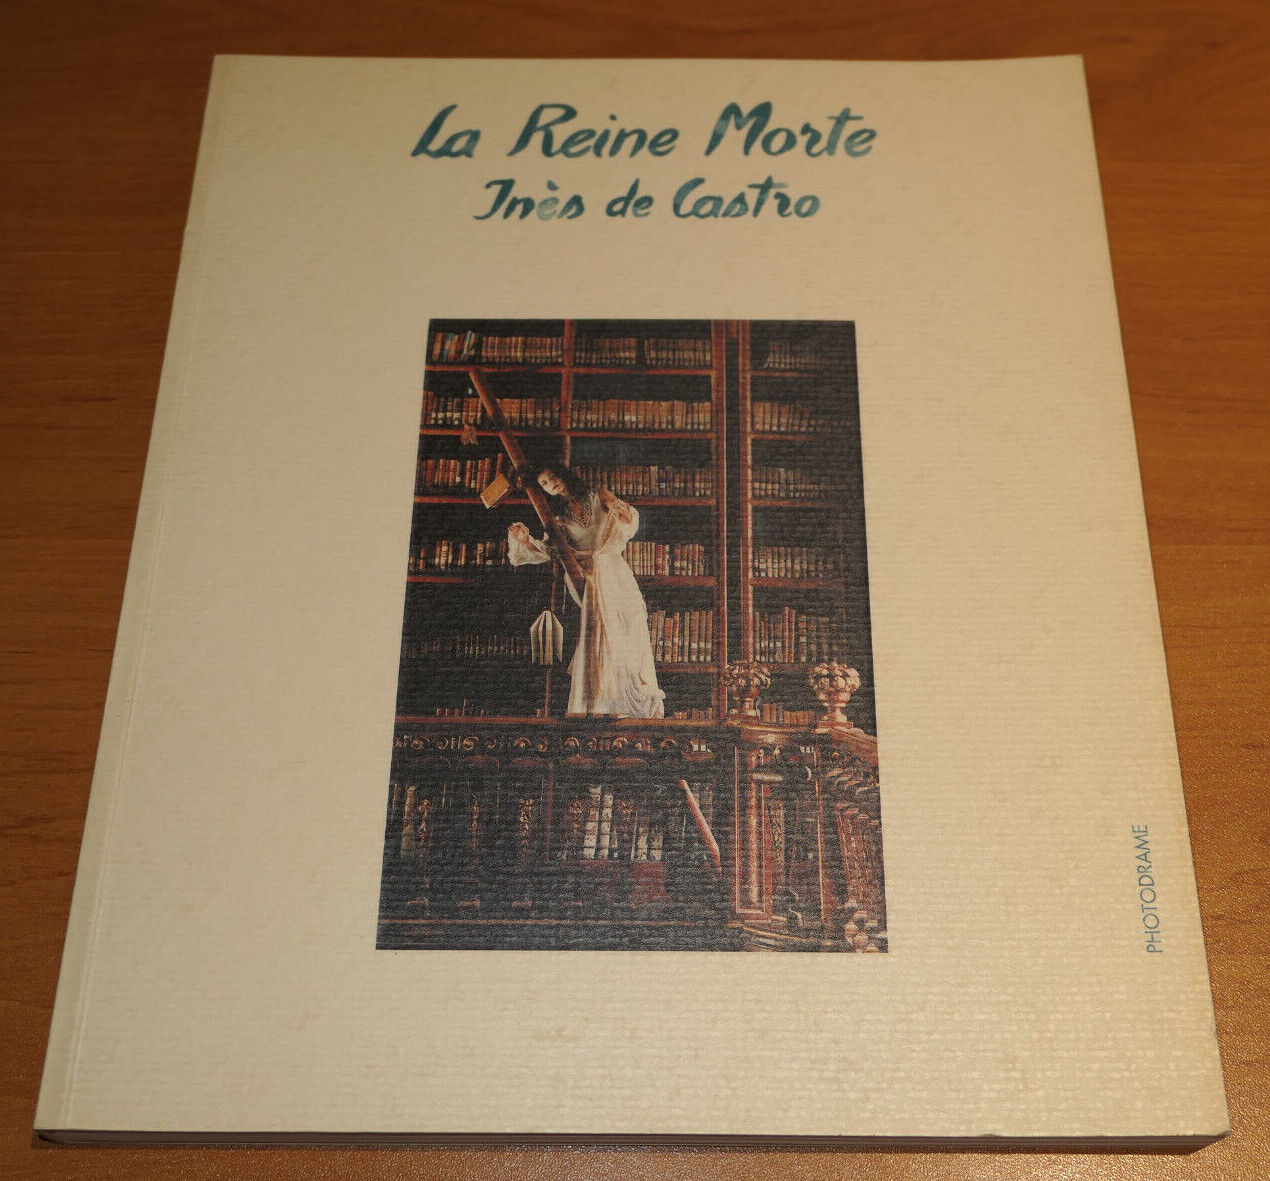 La Reine Morte
Inès de Castro
PHOTODRAME